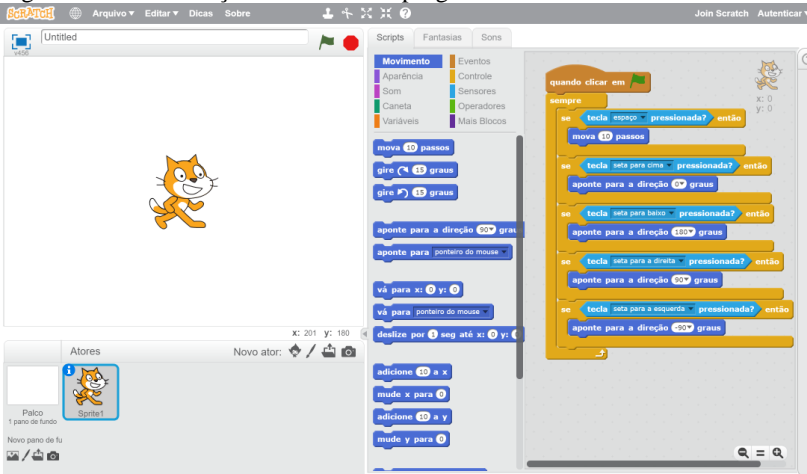 SCRATCH
Arquivo▼ Editar▼ Dicas Sobre
Join Scratch Autenticar
v456
Untitled
x: 201 y: 180
Atores
Novo ator:
Palco
1 pano de fundo
Sprite1
Novo pano de fu
Scripts Fantasias Sons
Movimento Eventos
Aparência Controle
Som Sensores
Caneta Operadores
Variáveis Mais Blocos
mova 10 passos
gire 15 graus
gire 15 graus
aponte para a direção 90▼ grau
aponte para ponteiro do mouse
vá para x: 0 y: 0
vá para ponteiro do mouse
deslize por 1 seg até x: 0 y:
adicione 10 a x
mude x para 0
adicione 10 a y
mude y para 0
quando clicar em
sempre
se tecla espaço pressionada? então
mova 10 passos
se tecla seta para cima pressionada? então
aponte para a direção 0▼ graus
se tecla seta para baixo pressionada? então
aponte para a direção 180▼ graus
se tecla seta para a direita pressionada? então
aponte para a direção 90▼ graus
se tecla seta para a esquerda pressionada? então
aponte para a direção -90▼ graus
x: 0
y: 0